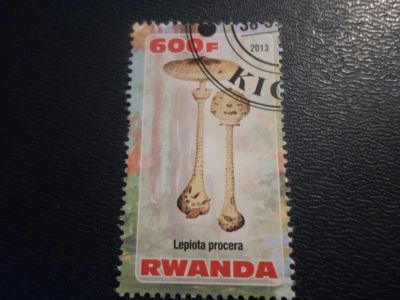 600F
2013
KIG
Lepiota procera
RWANDA